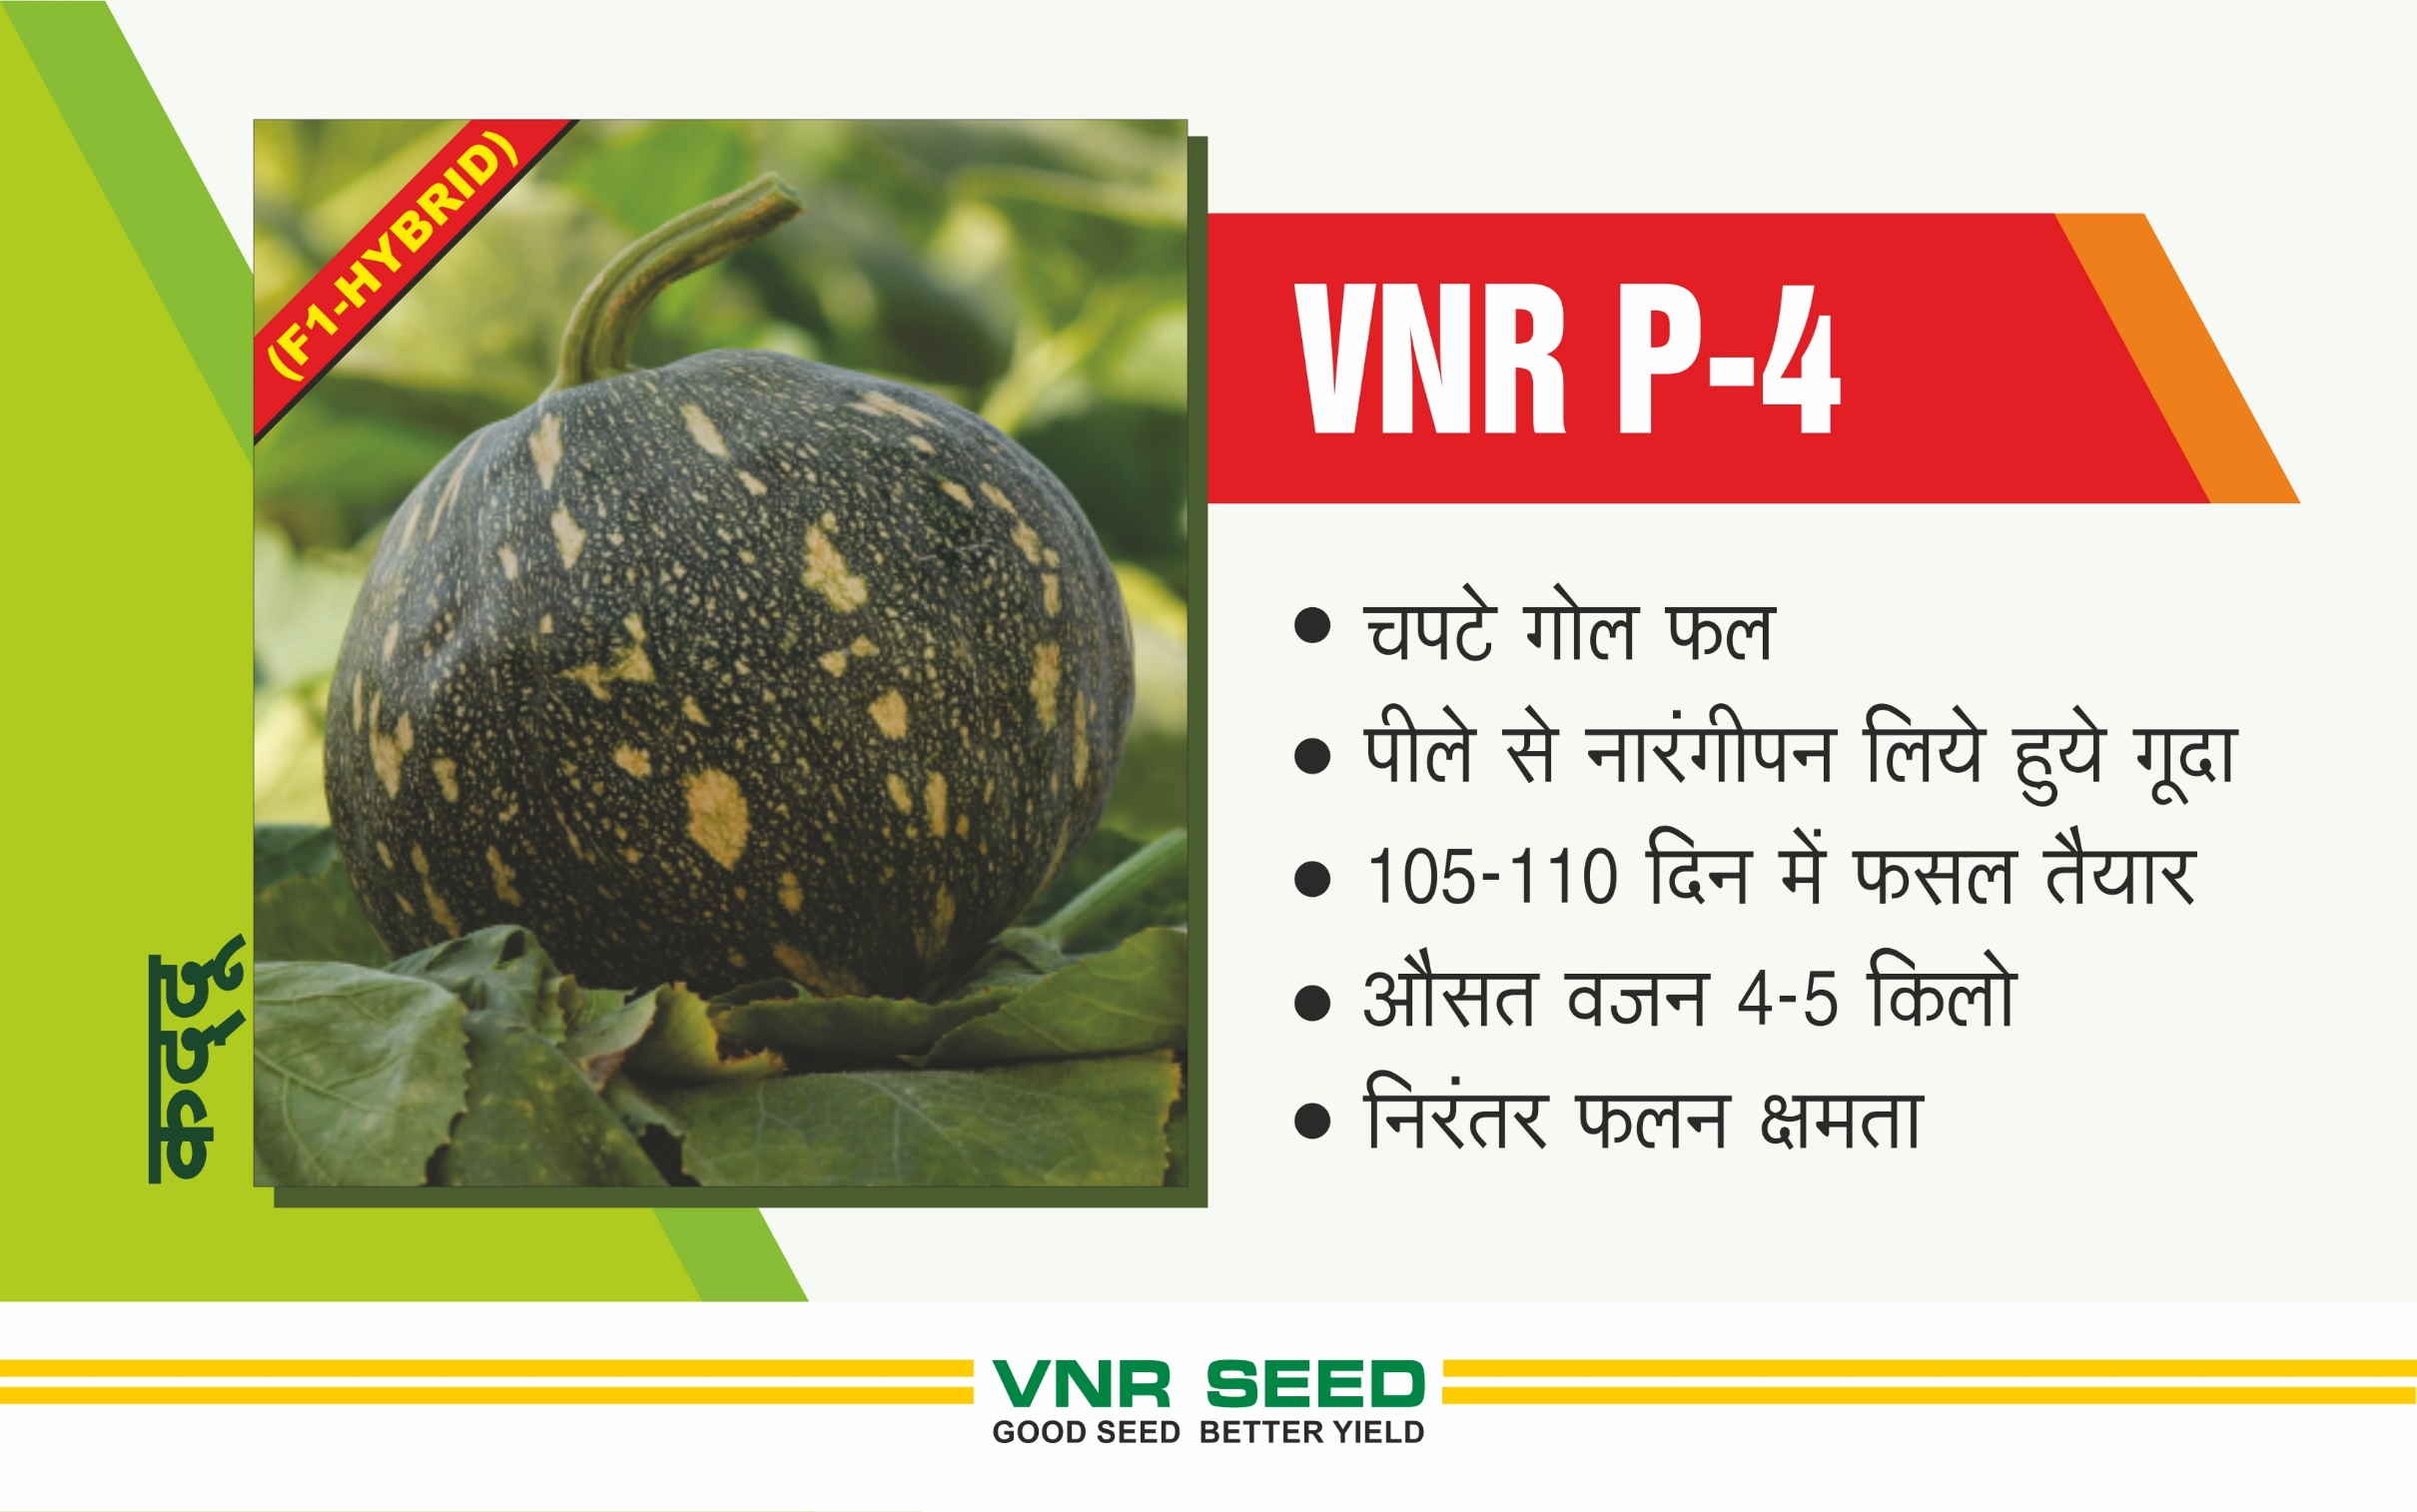 (F1-HYBRID)
कद्दू
VNR P-4
• चपटे गोल फल
• पीले से नारंगीपन लिये हुये गूदा
• 105-110 दिन में फसल तैयार
• औसत वजन 4-5 किलो
• निरंतर फलन क्षमता
VNR SEED
GOOD SEED BETTER YIELD